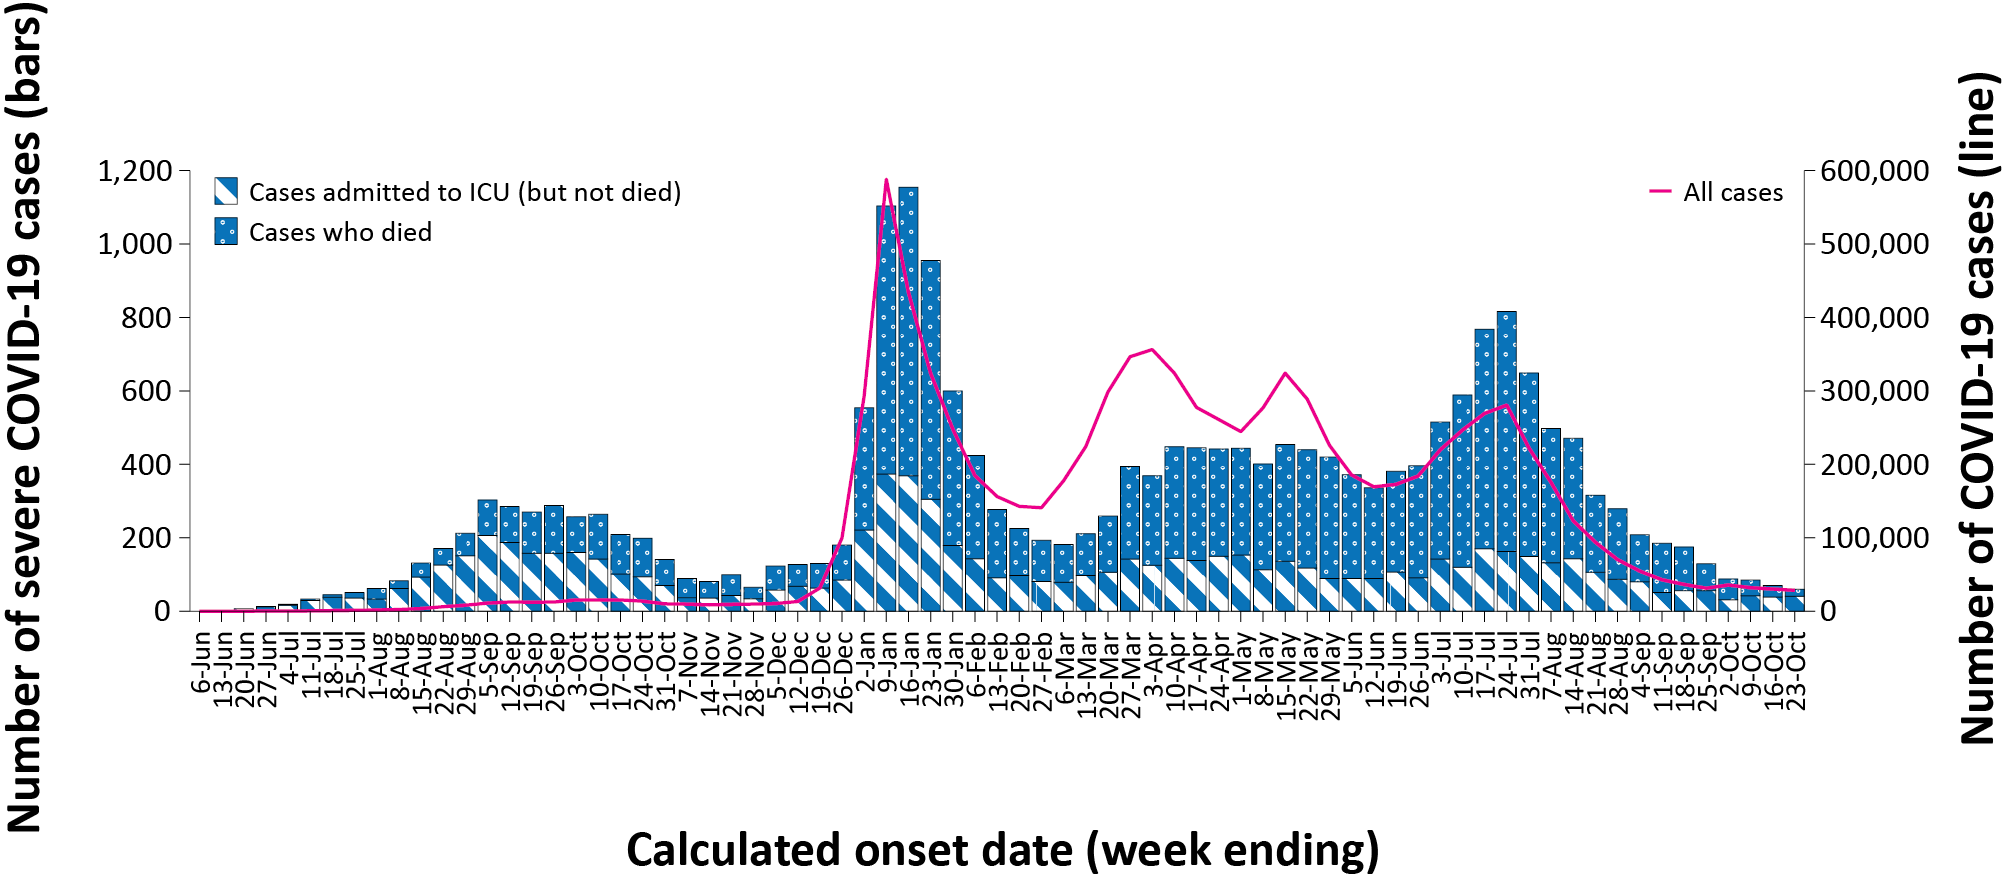 Number of severe COVID-19 cases (bars)
1,200
1,000
800
600
400
200
0
Cases admitted to ICU (but not died)
Cases who died
All cases
600,000
500,000
400,000
300,000
200,000
100,000
0
Number of COVID-19 cases (line)
6-Jun
13-Jun
20-Jun
27-Jun
4-Jul
11-Jul
18-Jul
25-Jul
1-Aug
8-Aug
15-Aug
22-Aug
29-Aug
5-Sep
12-Sep
19-Sep
26-Sep
3-Oct
10-Oct
17-Oct
24-Oct
31-Oct
7-Nov
14-Nov
21-Nov
28-Nov
5-Dec
12-Dec
19-Dec
26-Dec
2-Jan
9-Jan
16-Jan
23-Jan
30-Jan
6-Feb
13-Feb
20-Feb
27-Feb
6-Mar
13-Mar
20-Mar
27-Mar
3-Apr
10-Apr
17-Apr
24-Apr
1-May
8-May
15-May
22-May
29-May
5-Jun
12-Jun
19-Jun
26-Jun
3-Jul
10-Jul
17-Jul
24-Jul
31-Jul
7-Aug
14-Aug
21-Aug
28-Aug
4-Sep
11-Sep
18-Sep
25-Sep
2-Oct
9-Oct
16-Oct
23-Oct
Calculated onset date (week ending)